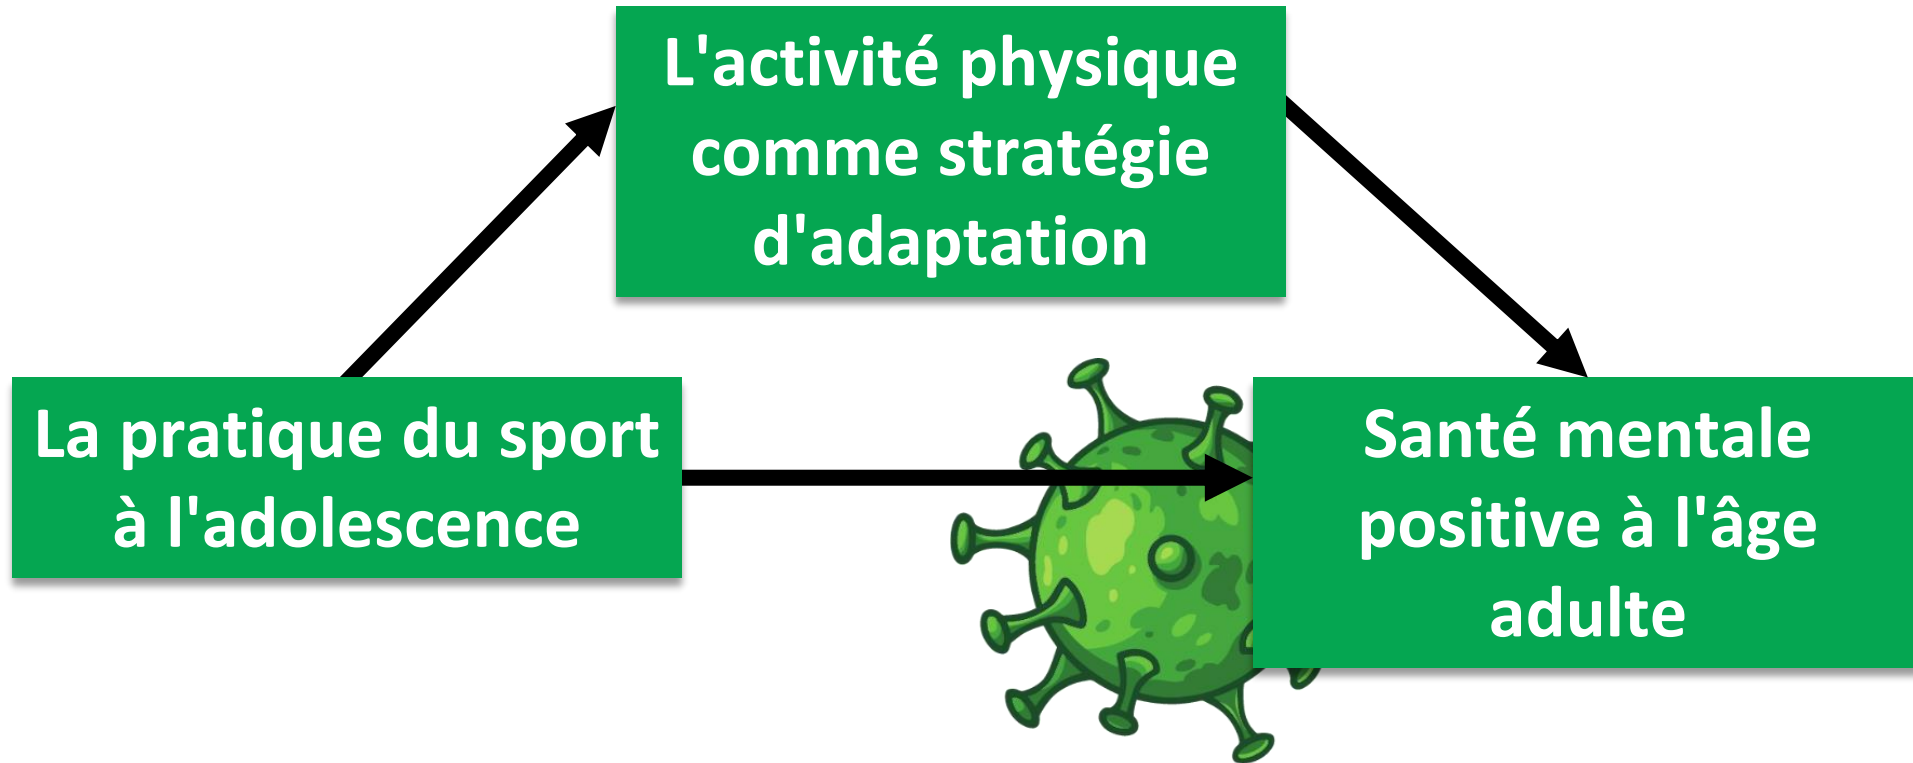 L'activité physique
comme stratégie
d'adaptation
La pratique du sport
à l'adolescence
Santé mentale
positive à l'âge
adulte